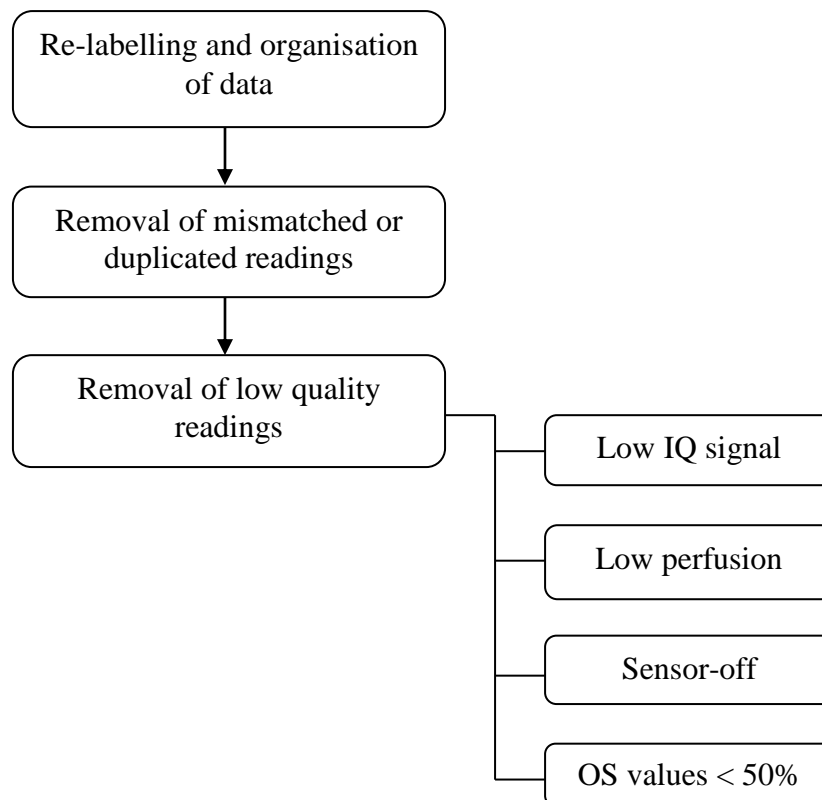 Re-labelling and organisation
of data
Removal of mismatched or
duplicated readings
Removal of low quality
readings
Low IQ signal
Low perfusion
Sensor-off
OS values < 50%